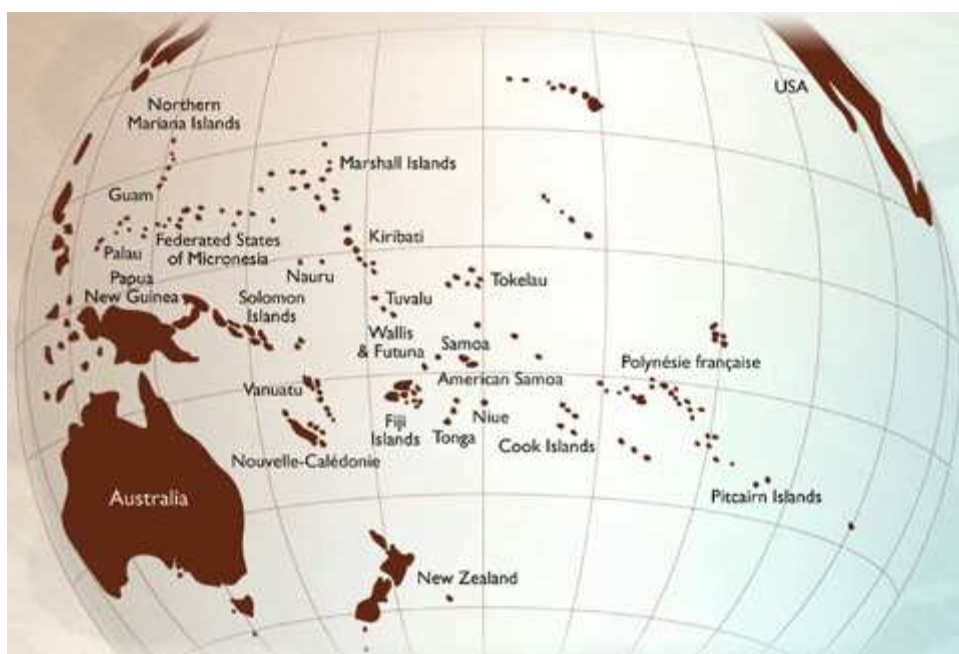 USA
Northern
Mariana Islands
Marshall Islands
Guam
Kiribati
Federated States
of Micronesia
Palau
Nauru
Tokelau
Papua
New Guinea
Solomon
Islands
Tuvalu
Wallis
& Futuna
Samoa
Polynésie française
American Samoa
Vanuatu
Fiji
Islands
Tonga
Niue
Cook Islands
Nouvelle-Calédonie
Australia
Pitcairn Islands
New Zealand